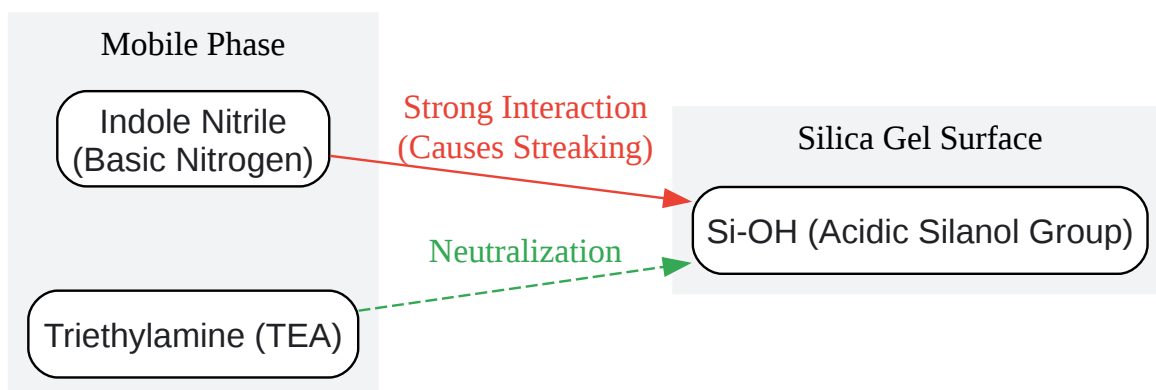 Mobile Phase
Indole Nitrile
(Basic Nitrogen)
Strong Interaction
(Causes Streaking)
Silica Gel Surface
Si-OH (Acidic Silanol Group)
Neutralization
Triethylamine (TEA)